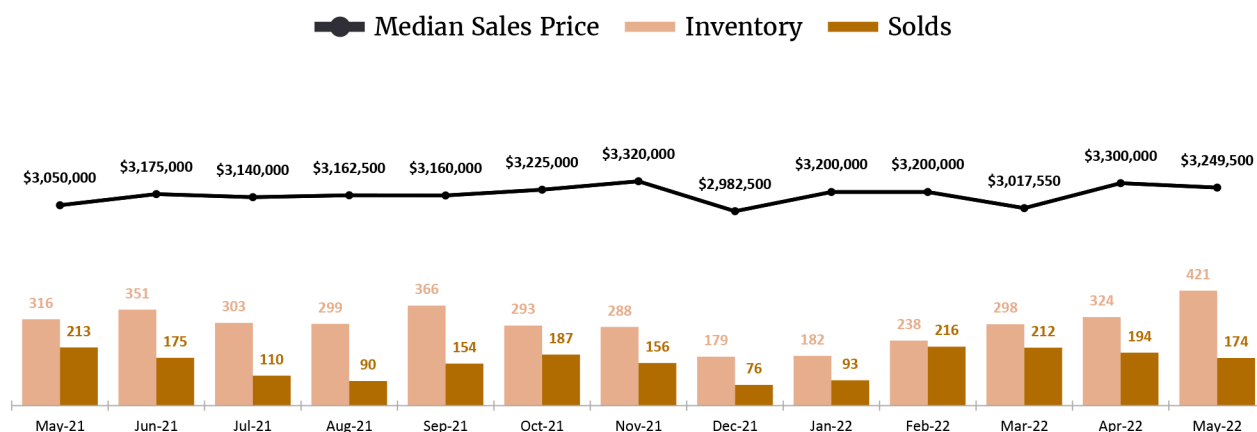 Median Sales Price Inventory Solds
$3,050,000 $3,175,000 $3,140,000 $3,162,500 $3,160,000 $3,225,000 $3,320,000 $2,982,500 $3,200,000 $3,200,000 $3,017,550 $3,300,000 $3,249,500
316 351 303 299 366 293 288 179 182 238 298 324 421
213 175 110 90 154 187 156 76 93 216 212 194 174
May-21 Jun-21 Jul-21 Aug-21 Sep-21 Oct-21 Nov-21 Dec-21 Jan-22 Feb-22 Mar-22 Apr-22 May-22